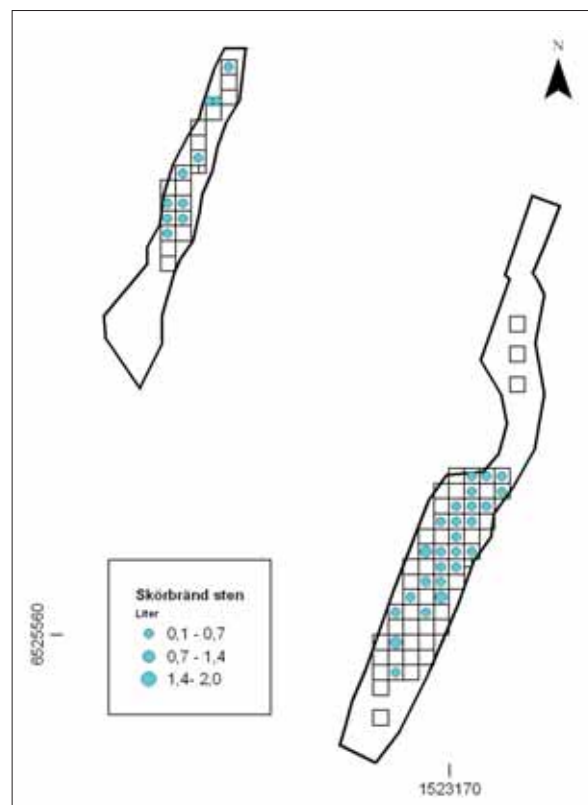 Z
Skörbränd sten
Liter
0,1 - 0,7
0,7 - 1,4
1,4- 2,0
6525560
1523170